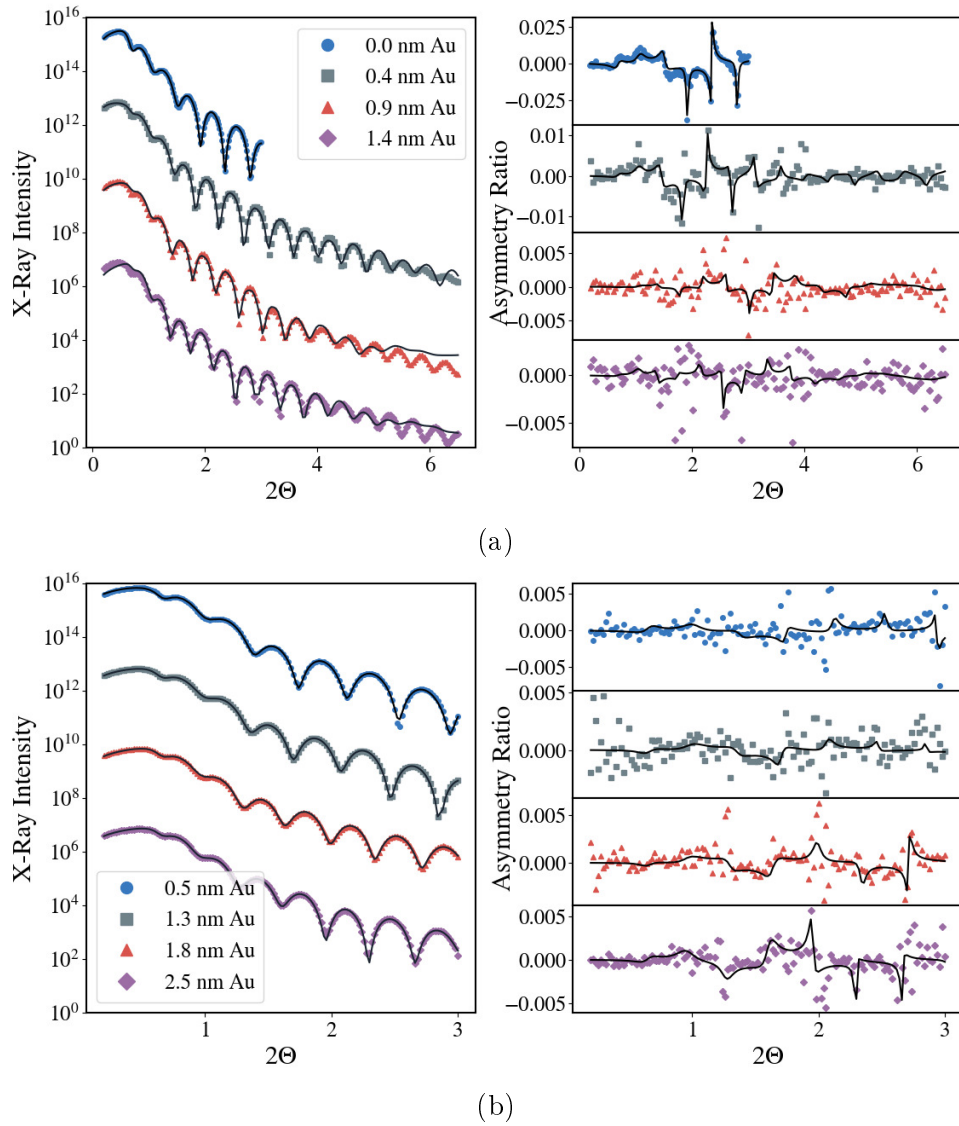 10^16
10^14
10^12
10^10
10^8
10^6
10^4
10^2
10^0
X-Ray Intensity
0.0 nm Au
0.4 nm Au
0.9 nm Au
1.4 nm Au
0 2 4 6
2Θ
0.025
0.000
−0.025
0.01
0.00
−0.01
0.005
0.000
−0.005
0.000
−0.005
Asymmetry Ratio
0 2 4 6
2Θ
(a)
10^16
10^14
10^12
10^10
10^8
10^6
10^4
10^2
10^0
X-Ray Intensity
0.5 nm Au
1.3 nm Au
1.8 nm Au
2.5 nm Au
1 2 3
2Θ
0.005
0.000
−0.005
0.005
0.000
0.005
0.000
0.005
0.000
−0.005
Asymmetry Ratio
1 2 3
2Θ
(b)